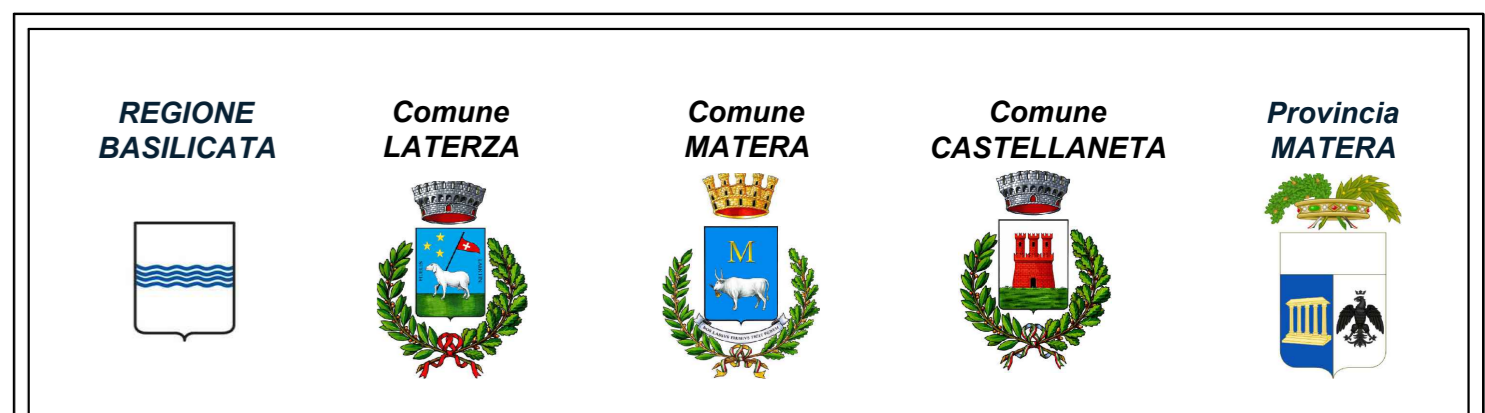 REGIONE
BASILICATA
Comune
LATERZA
Comune
MATERA
Comune
CASTELLANETA
Provincia
MATERA
M